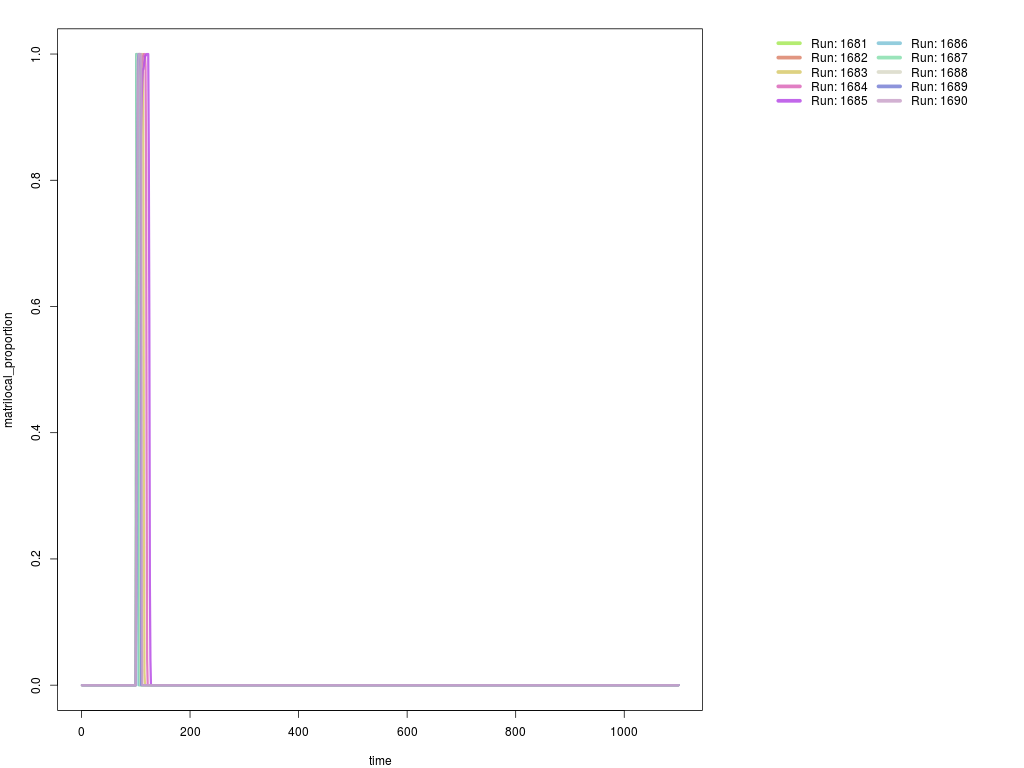 Run: 1681
Run: 1682
Run: 1683
Run: 1684
Run: 1685
Run: 1686
Run: 1687
Run: 1688
Run: 1689
Run: 1690
matrilocal_proportion
1.0
0.8
0.6
0.4
0.2
0.0
0
200
400
600
800
1000
time